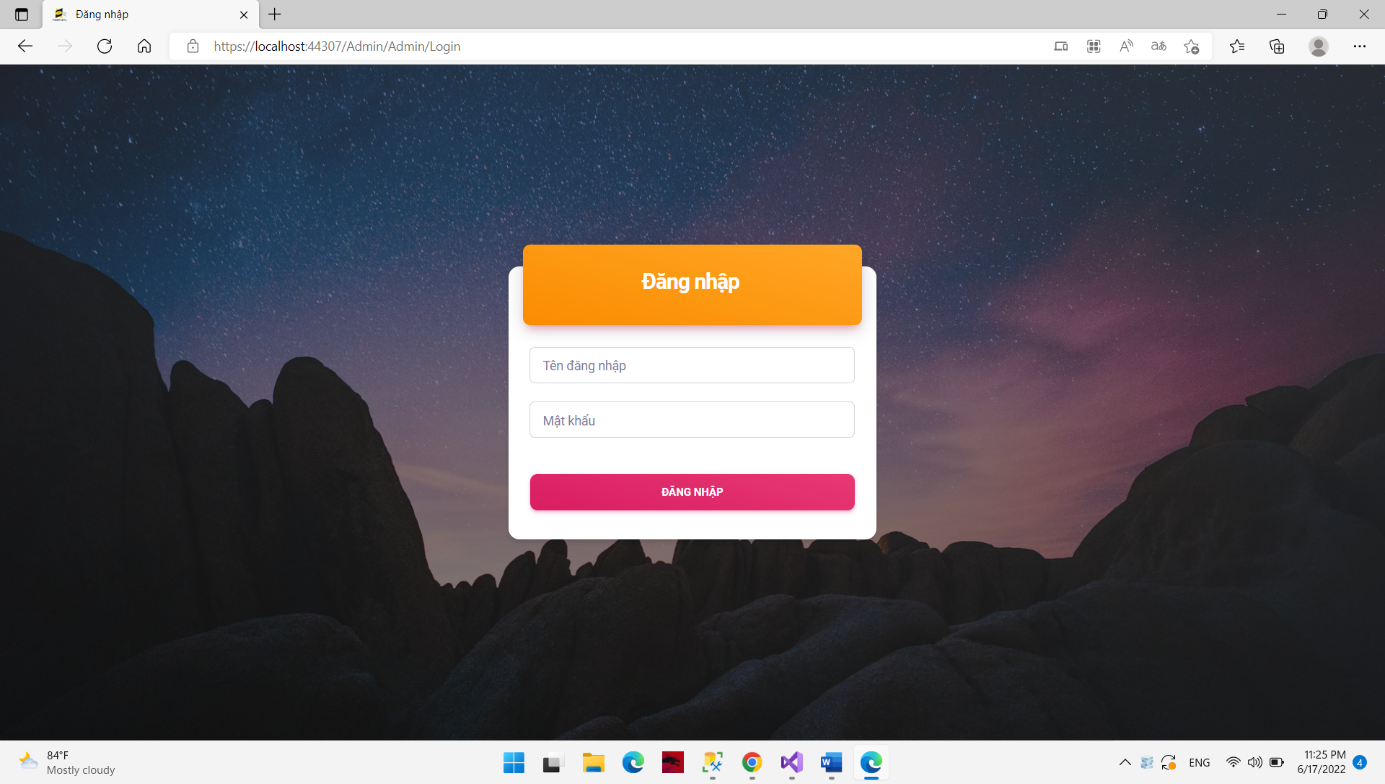 Đăng nhập
https://localhost:44307/Admin/Admin/Login
Đăng nhập
Tên đăng nhập
Mật khẩu
ĐĂNG NHẬP
84°F
Mostly cloudy
ENG
11:25 PM
6/17/2022
4